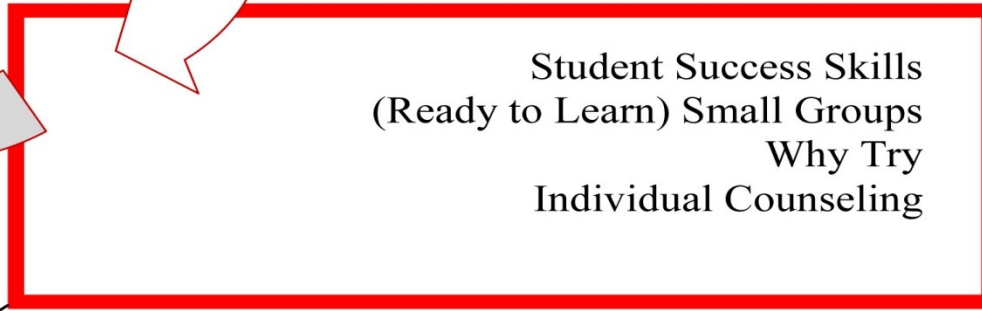 Student Success Skills
(Ready to Learn) Small Groups
Why Try
Individual Counseling